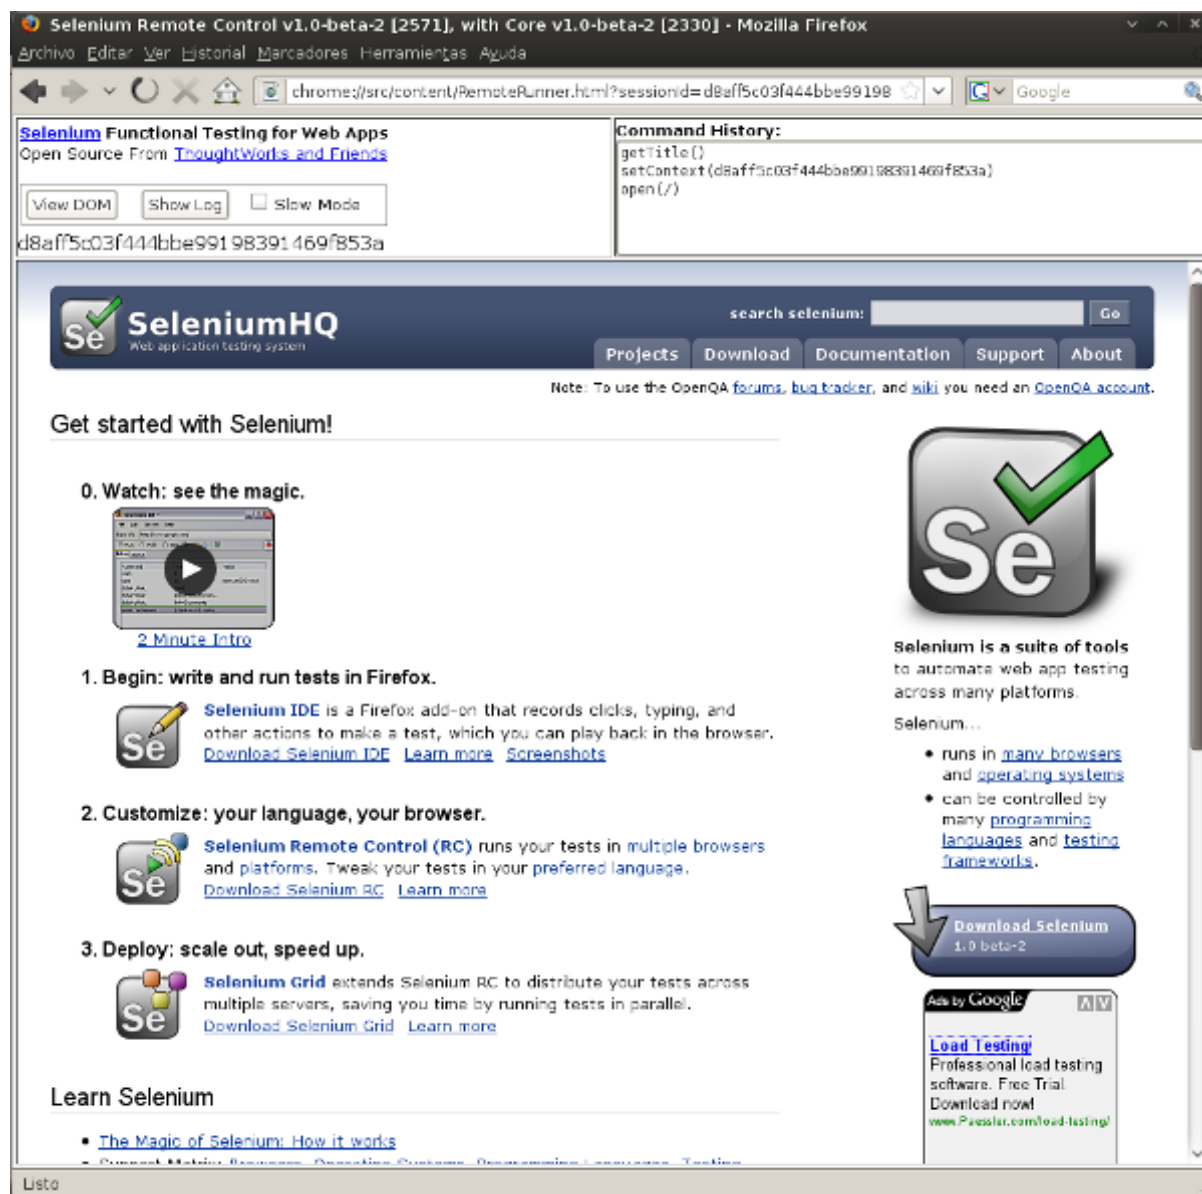 Selenium Remote Control v1.0-beta-2 [2571], with Core v1.0-beta-2 [2330] - Mozilla Firefox
Archivo Editar Ver Historial Marcadores Herramientas Ayuda
chrome://src/content/RemoteRunner.html?sessionId=d8aff5c03f444bbe99198
Google
Selenium Functional Testing for Web Apps
Open Source From ThoughtWorks and Friends
View DOM Show Log Slow Mode
d8aff5c03f444bbe99198391469f853a
Command History:
getTitle()
setContext(d8aff5c03f444bbe99198391469f853a)
open(/)
Se SeleniumHQ
Web application testing system
search selenium: Go
Projects Download Documentation Support About
Note: To use the OpenQA forums, bug tracker, and wiki you need an OpenQA account.
Get started with Selenium!
0. Watch: see the magic.
2 Minute Intro
1. Begin: write and run tests in Firefox.
Se
Selenium IDE is a Firefox add-on that records clicks, typing, and
other actions to make a test, which you can play back in the browser.
Download Selenium IDE Learn more Screenshots
2. Customize: your language, your browser.
Se
Selenium Remote Control (RC) runs your tests in multiple browsers
and platforms. Tweak your tests in your preferred language.
Download Selenium RC Learn more
3. Deploy: scale out, speed up.
Se
Selenium Grid extends Selenium RC to distribute your tests across
multiple servers, saving you time by running tests in parallel.
Download Selenium Grid Learn more
Learn Selenium
The Magic of Selenium: How it works
Se
Selenium is a suite of tools
to automate web app testing
across many platforms.
Selenium...
runs in many browsers
and operating systems
can be controlled by
many programming
languages and testing
frameworks.
Download Selenium
1.0 beta-2
Ads by Google
Load Testing
Professional load testing
software. Free Trial.
Download now!
www.Paessler.com/load-testing/
Listo